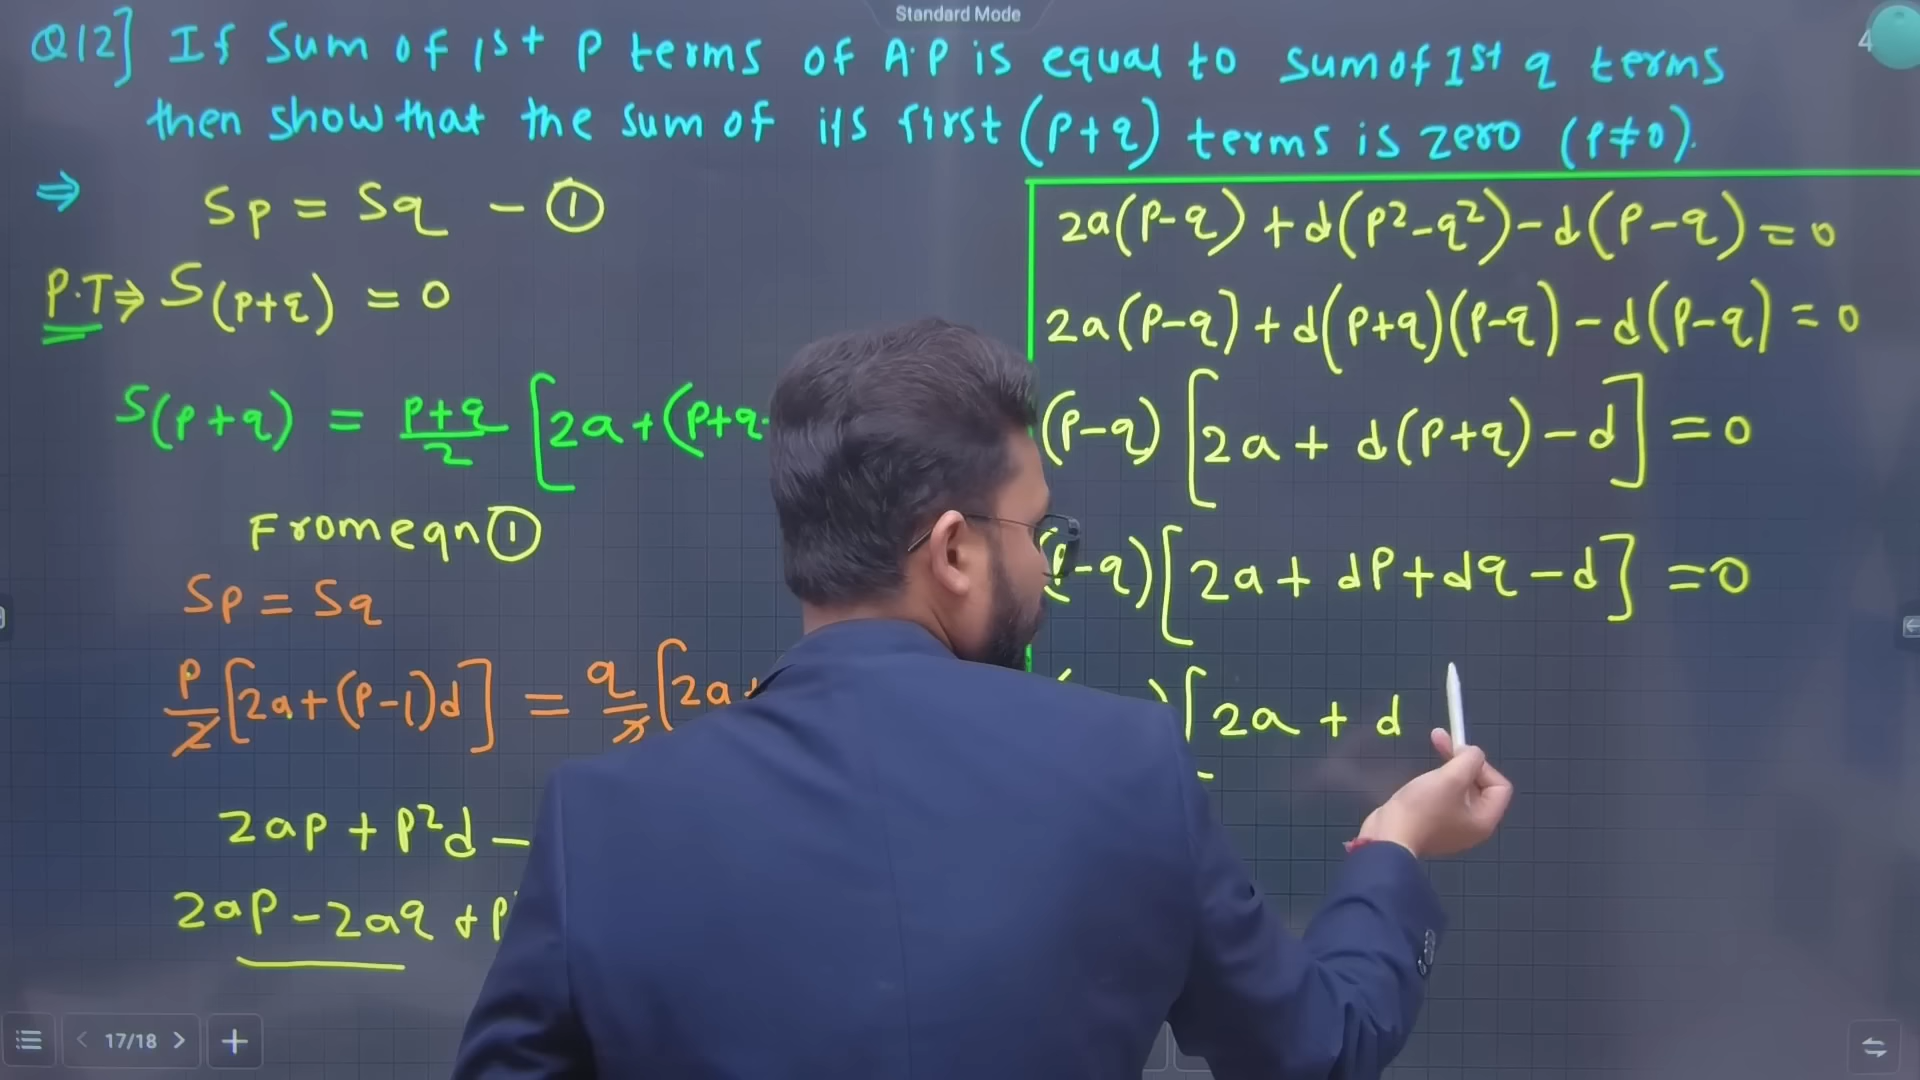 Standard Mode
4
Q12] If sum of 1st P terms of A.P is equal to sum of 1st q terms
then show that the sum of its first (P+q) terms is zero (P≠0).
⇒ Sp = Sq - ①
P.T ⇒ S(P+q) = 0
S(P+q) = P+q/2 [2a+(P+q-
From eqn ①
Sp = Sq
P/2 [2a+(P-1)d] = q/2 [2a+
2aP + P²d -
2aP - 2aq + P
2a(P-q) + d(P²-q²) - d(P-q) = 0
2a(P-q) + d(P+q)(P-q) - d(P-q) = 0
(P-q) [2a + d(P+q) - d] = 0
(P-q) [2a + dP + dq - d] = 0
[2a + d
17/18